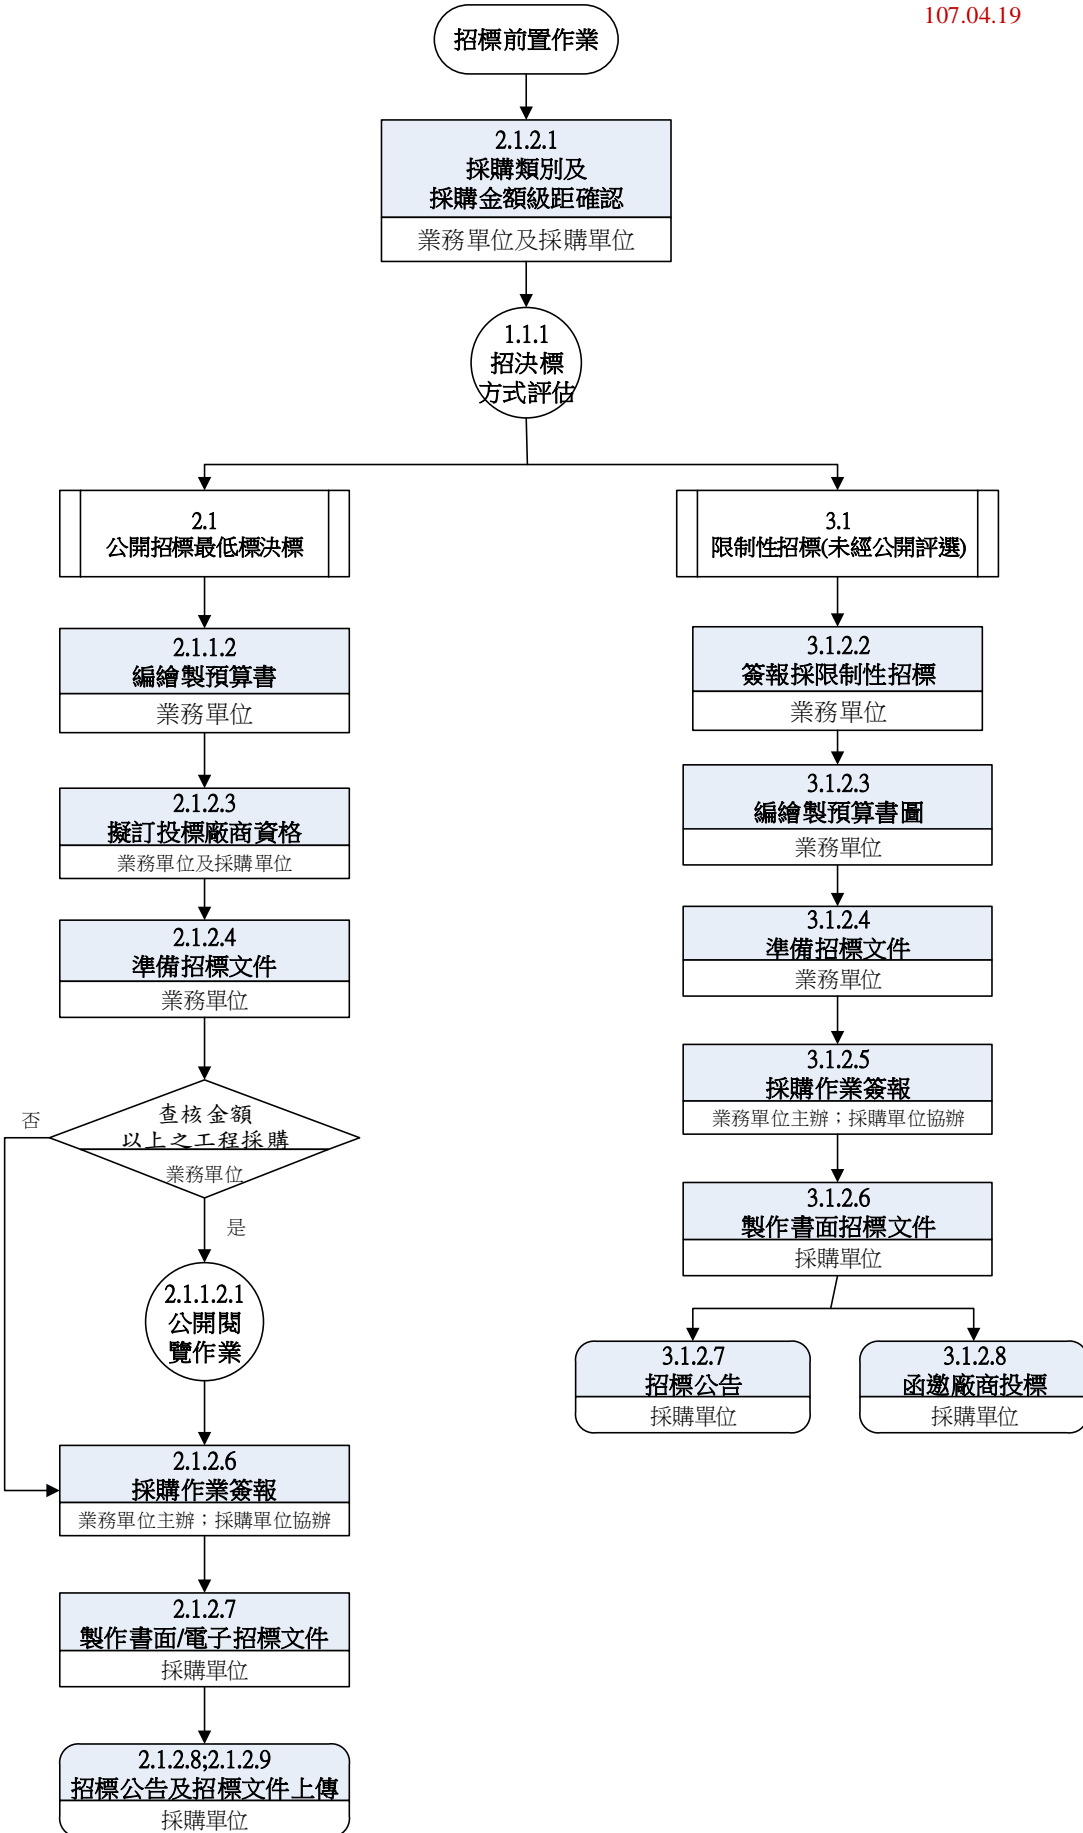 107.04.19
招標前置作業
2.1.2.1
採購類別及
採購金額級距確認
業務單位及採購單位
1.1.1
招決標
方式評估
2.1
公開招標最低標決標
2.1.1.2
編繪製預算書
業務單位
2.1.2.3
擬訂投標廠商資格
業務單位及採購單位
2.1.2.4
準備招標文件
業務單位
查核金額
以上之工程採購
業務單位
否
是
2.1.1.2.1
公開閱
覽作業
2.1.2.6
採購作業簽報
業務單位主辦；採購單位協辦
2.1.2.7
製作書面/電子招標文件
採購單位
2.1.2.8;2.1.2.9
招標公告及招標文件上傳
採購單位
3.1
限制性招標(未經公開評選)
3.1.2.2
簽報採限制性招標
業務單位
3.1.2.3
編繪製預算書圖
業務單位
3.1.2.4
準備招標文件
業務單位
3.1.2.5
採購作業簽報
業務單位主辦；採購單位協辦
3.1.2.6
製作書面招標文件
採購單位
3.1.2.7
招標公告
採購單位
3.1.2.8
函邀廠商投標
採購單位